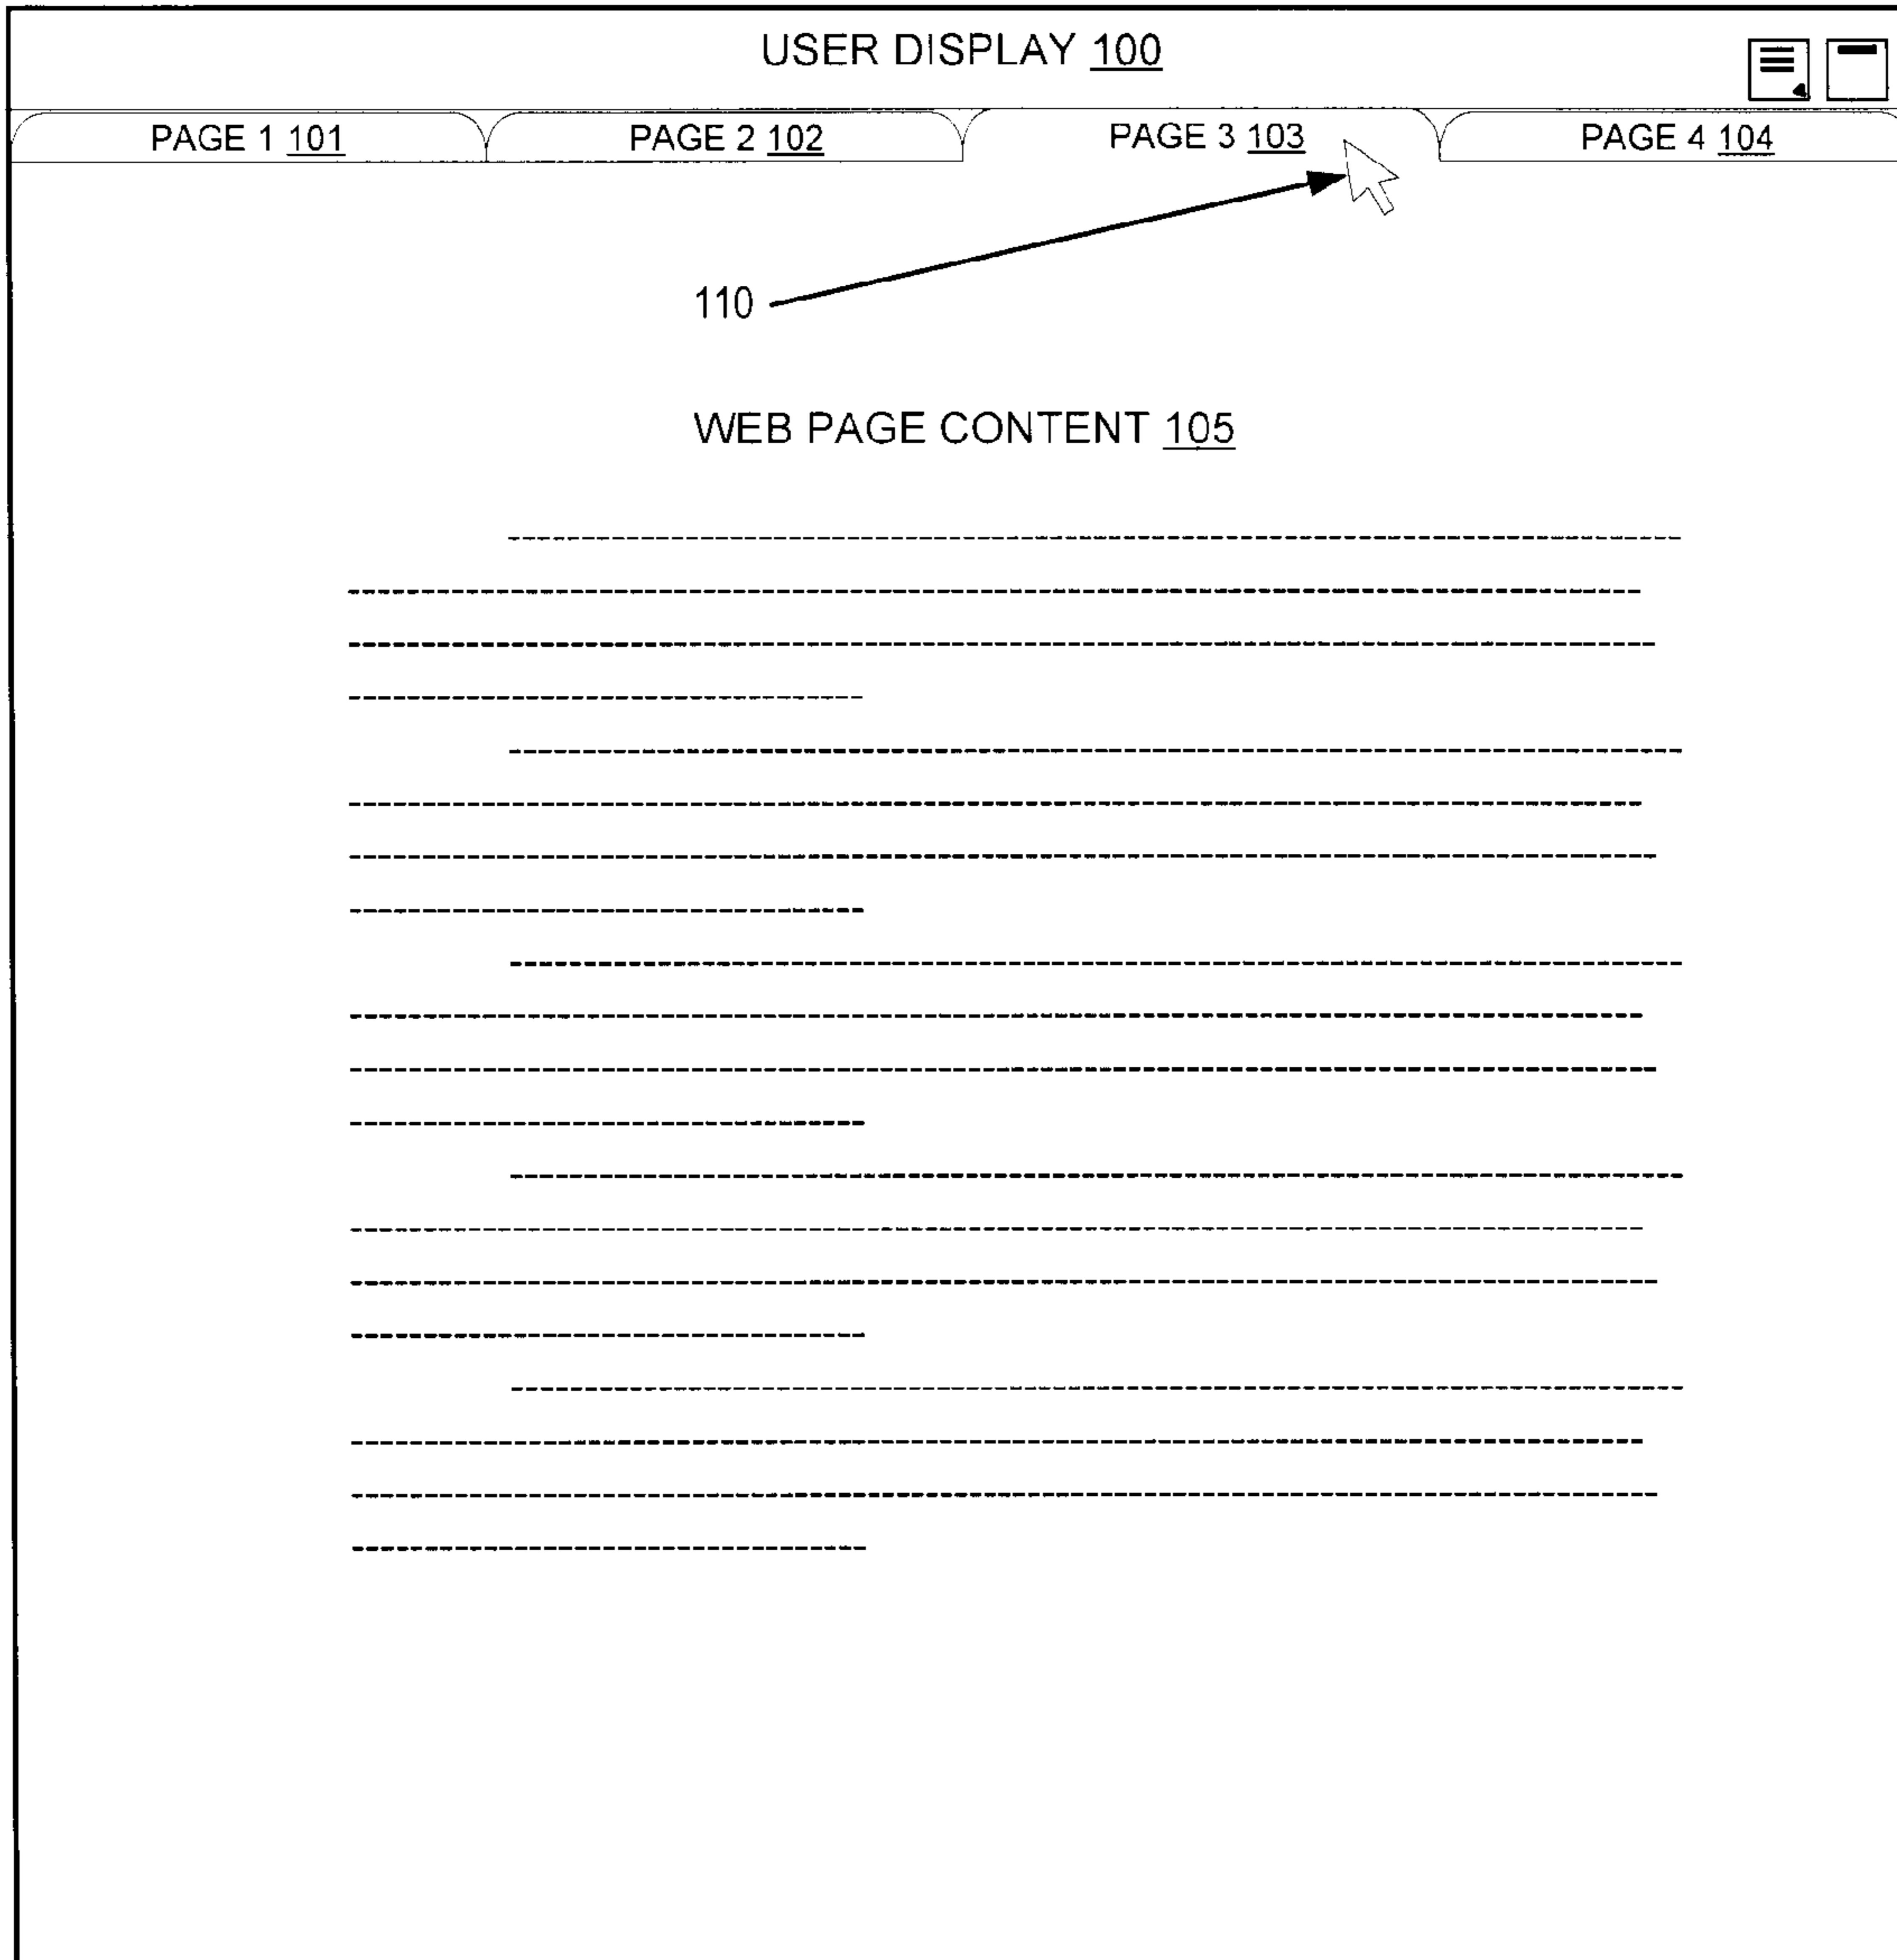 USER DISPLAY 100
PAGE 1 101 PAGE 2 102 PAGE 3 103 PAGE 4 104
110
WEB PAGE CONTENT 105